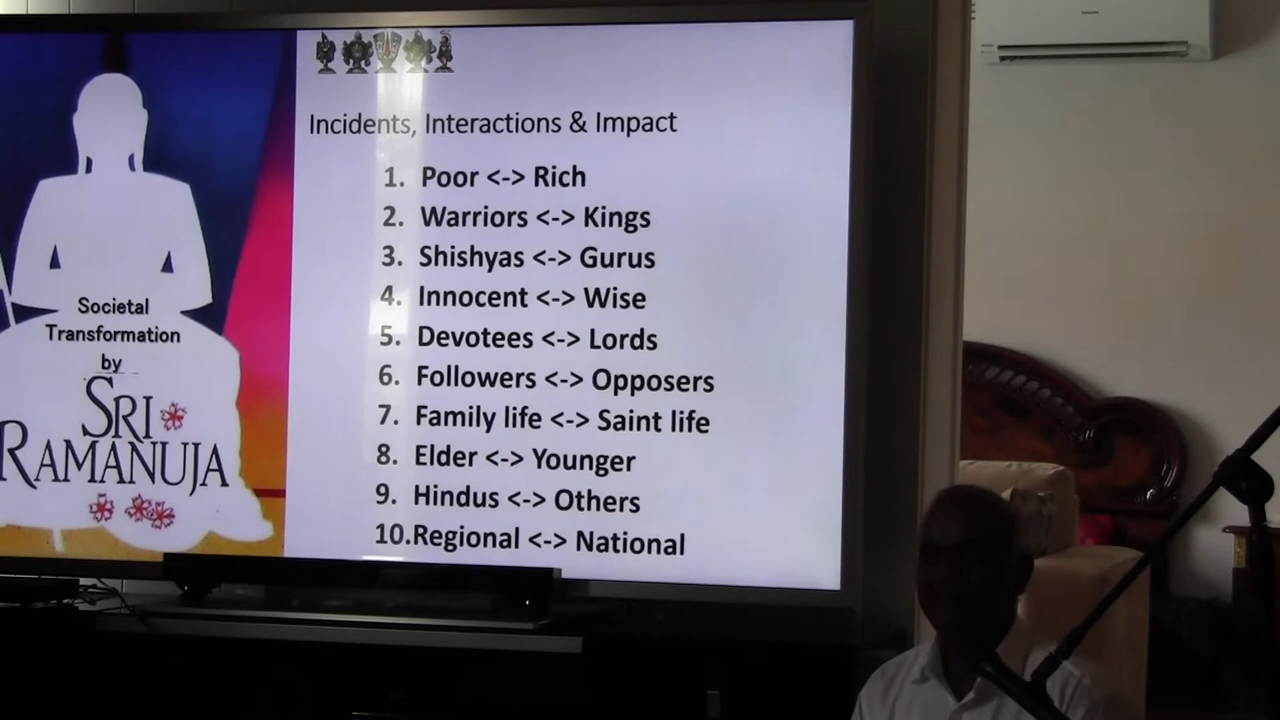 Incidents, Interactions & Impact
1. Poor <-> Rich
2. Warriors <-> Kings
3. Shishyas <-> Gurus
4. Innocent <-> Wise
5. Devotees <-> Lords
6. Followers <-> Opposers
7. Family life <-> Saint life
8. Elder <-> Younger
9. Hindus <-> Others
10.Regional <-> National
Societal
Transformation
by
SRI
RAMANUJA